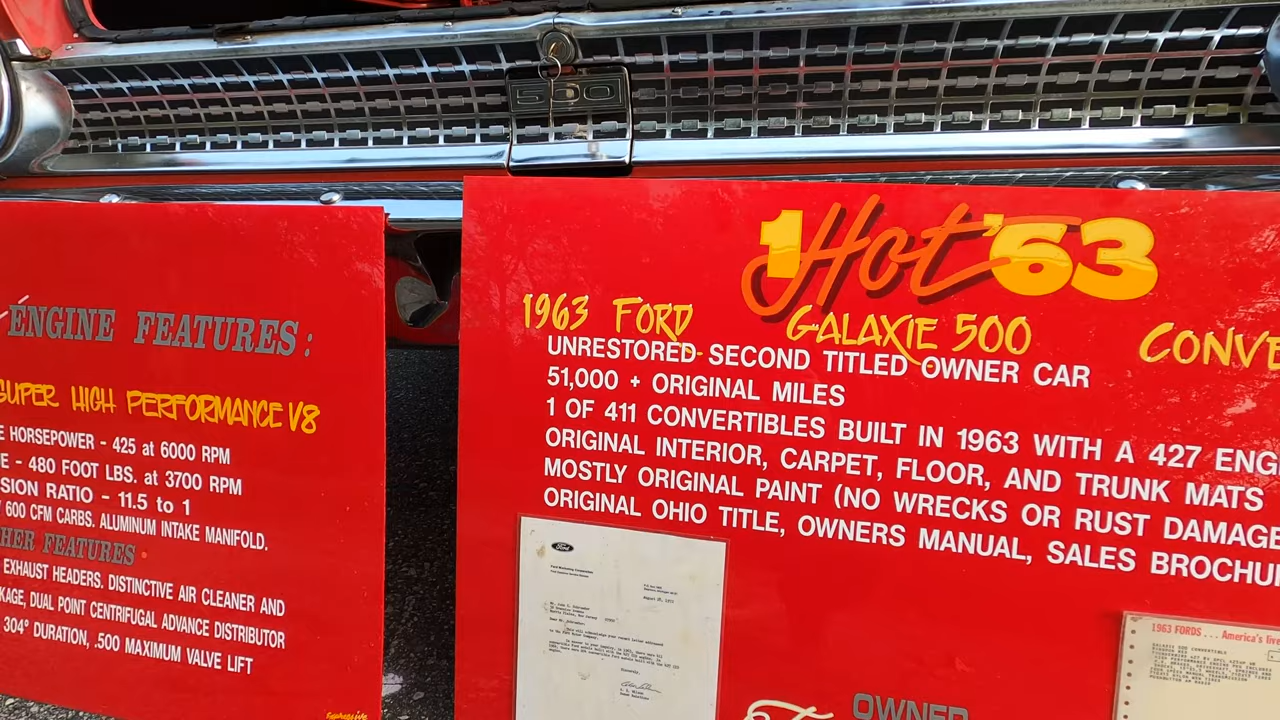 500
ENGINE FEATURES:
SUPER HIGH PERFORMANCE V8
HORSEPOWER - 425 at 6000 RPM
- 480 FOOT LBS. at 3700 RPM
SION RATIO - 11.5 to 1
600 CFM CARBS. ALUMINUM INTAKE MANIFOLD.
HER FEATURES
EXHAUST HEADERS. DISTINCTIVE AIR CLEANER AND
KAGE, DUAL POINT CENTRIFUGAL ADVANCE DISTRIBUTOR
304° DURATION, .500 MAXIMUM VALVE LIFT
1 Hot '63
1963 FORD GALAXIE 500 CONVE
UNRESTORED SECOND TITLED OWNER CAR
51,000 + ORIGINAL MILES
1 OF 411 CONVERTIBLES BUILT IN 1963 WITH A 427 ENG
ORIGINAL INTERIOR, CARPET, FLOOR, AND TRUNK MATS
MOSTLY ORIGINAL PAINT (NO WRECKS OR RUST DAMAGE
ORIGINAL OHIO TITLE, OWNERS MANUAL, SALES BROCHU
Ford
Sincerely,
1963 FORDS... America's live
OWNER